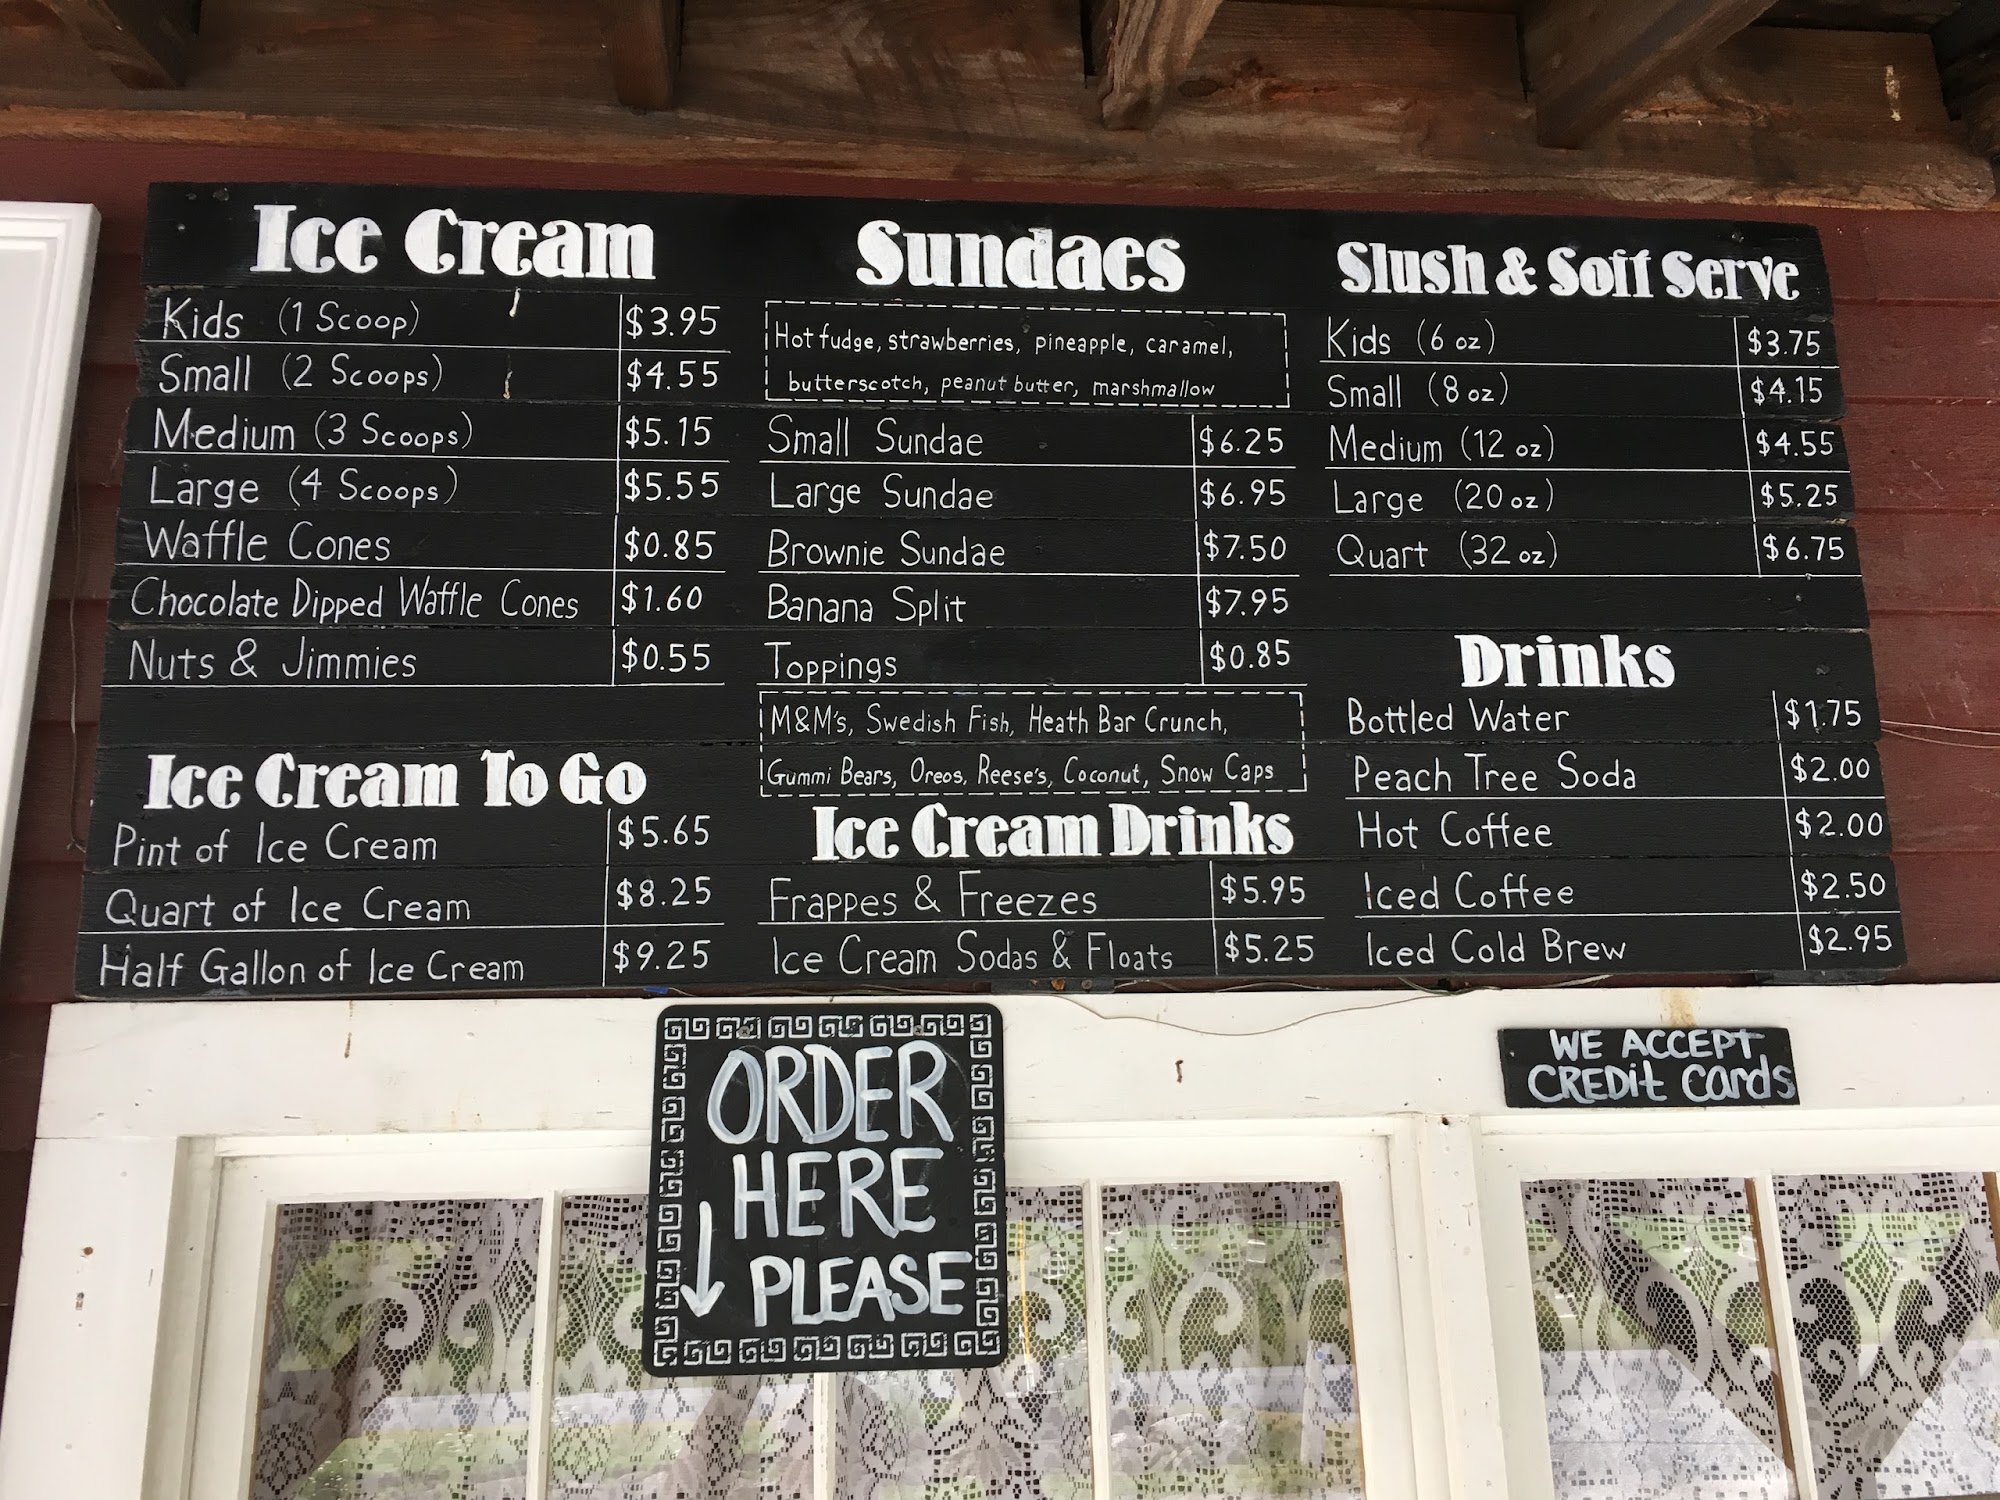 Ice Cream
Kids (1 Scoop) $3.95
Small (2 Scoops) $4.55
Medium (3 Scoops) $5.15
Large (4 Scoops) $5.55
Waffle Cones $0.85
Chocolate Dipped Waffle Cones $1.60
Nuts & Jimmies $0.55
Ice Cream To Go
Pint of Ice Cream $5.65
Quart of Ice Cream $8.25
Half Gallon of Ice Cream $9.25
Sundaes
Hot fudge, strawberries, pineapple, caramel,
butterscotch, peanut butter, marshmallow
Small Sundae $6.25
Large Sundae $6.95
Brownie Sundae $7.50
Banana Split $7.95
Toppings $0.85
M&M's, Swedish Fish, Heath Bar Crunch,
Gummi Bears, Oreos, Reese's, Coconut, Snow Caps
Ice Cream Drinks
Frappes & Freezes $5.95
Ice Cream Sodas & Floats $5.25
Slush & Soft Serve
Kids (6 oz) $3.75
Small (8 oz) $4.15
Medium (12 oz) $4.55
Large (20 oz) $5.25
Quart (32 oz) $6.75
Drinks
Bottled Water $1.75
Peach Tree Soda $2.00
Hot Coffee $2.00
Iced Coffee $2.50
Iced Cold Brew $2.95
ORDER
HERE
PLEASE
WE ACCEPT
CREDit CaRds